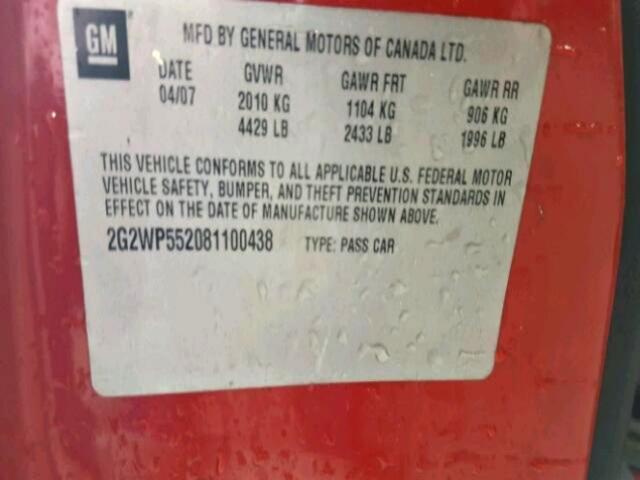 GM
MFD BY GENERAL MOTORS OF CANADA LTD.
DATE GVWR GAWR FRT GAWR RR
04/07 2010 KG 1104 KG 906 KG
4429 LB 2433 LB 1996 LB
THIS VEHICLE CONFORMS TO ALL APPLICABLE U.S. FEDERAL MOTOR
VEHICLE SAFETY, BUMPER, AND THEFT PREVENTION STANDARDS IN
EFFECT ON THE DATE OF MANUFACTURE SHOWN ABOVE.
2G2WP552081100438 TYPE: PASS CAR